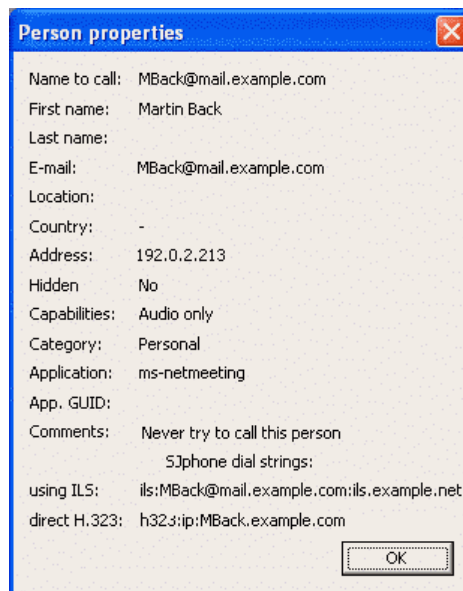 Person properties
Name to call: MBack@mail.example.com
First name: Martin Back
Last name:
E-mail: MBack@mail.example.com
Location:
Country: -
Address: 192.0.2.213
Hidden No
Capabilities: Audio only
Category: Personal
Application: ms-netmeeting
App. GUID:
Comments: Never try to call this person
SJphone dial strings:
using ILS: ils:MBack@mail.example.com:ils.example.net
direct H.323: h323:ip:MBack.example.com
OK